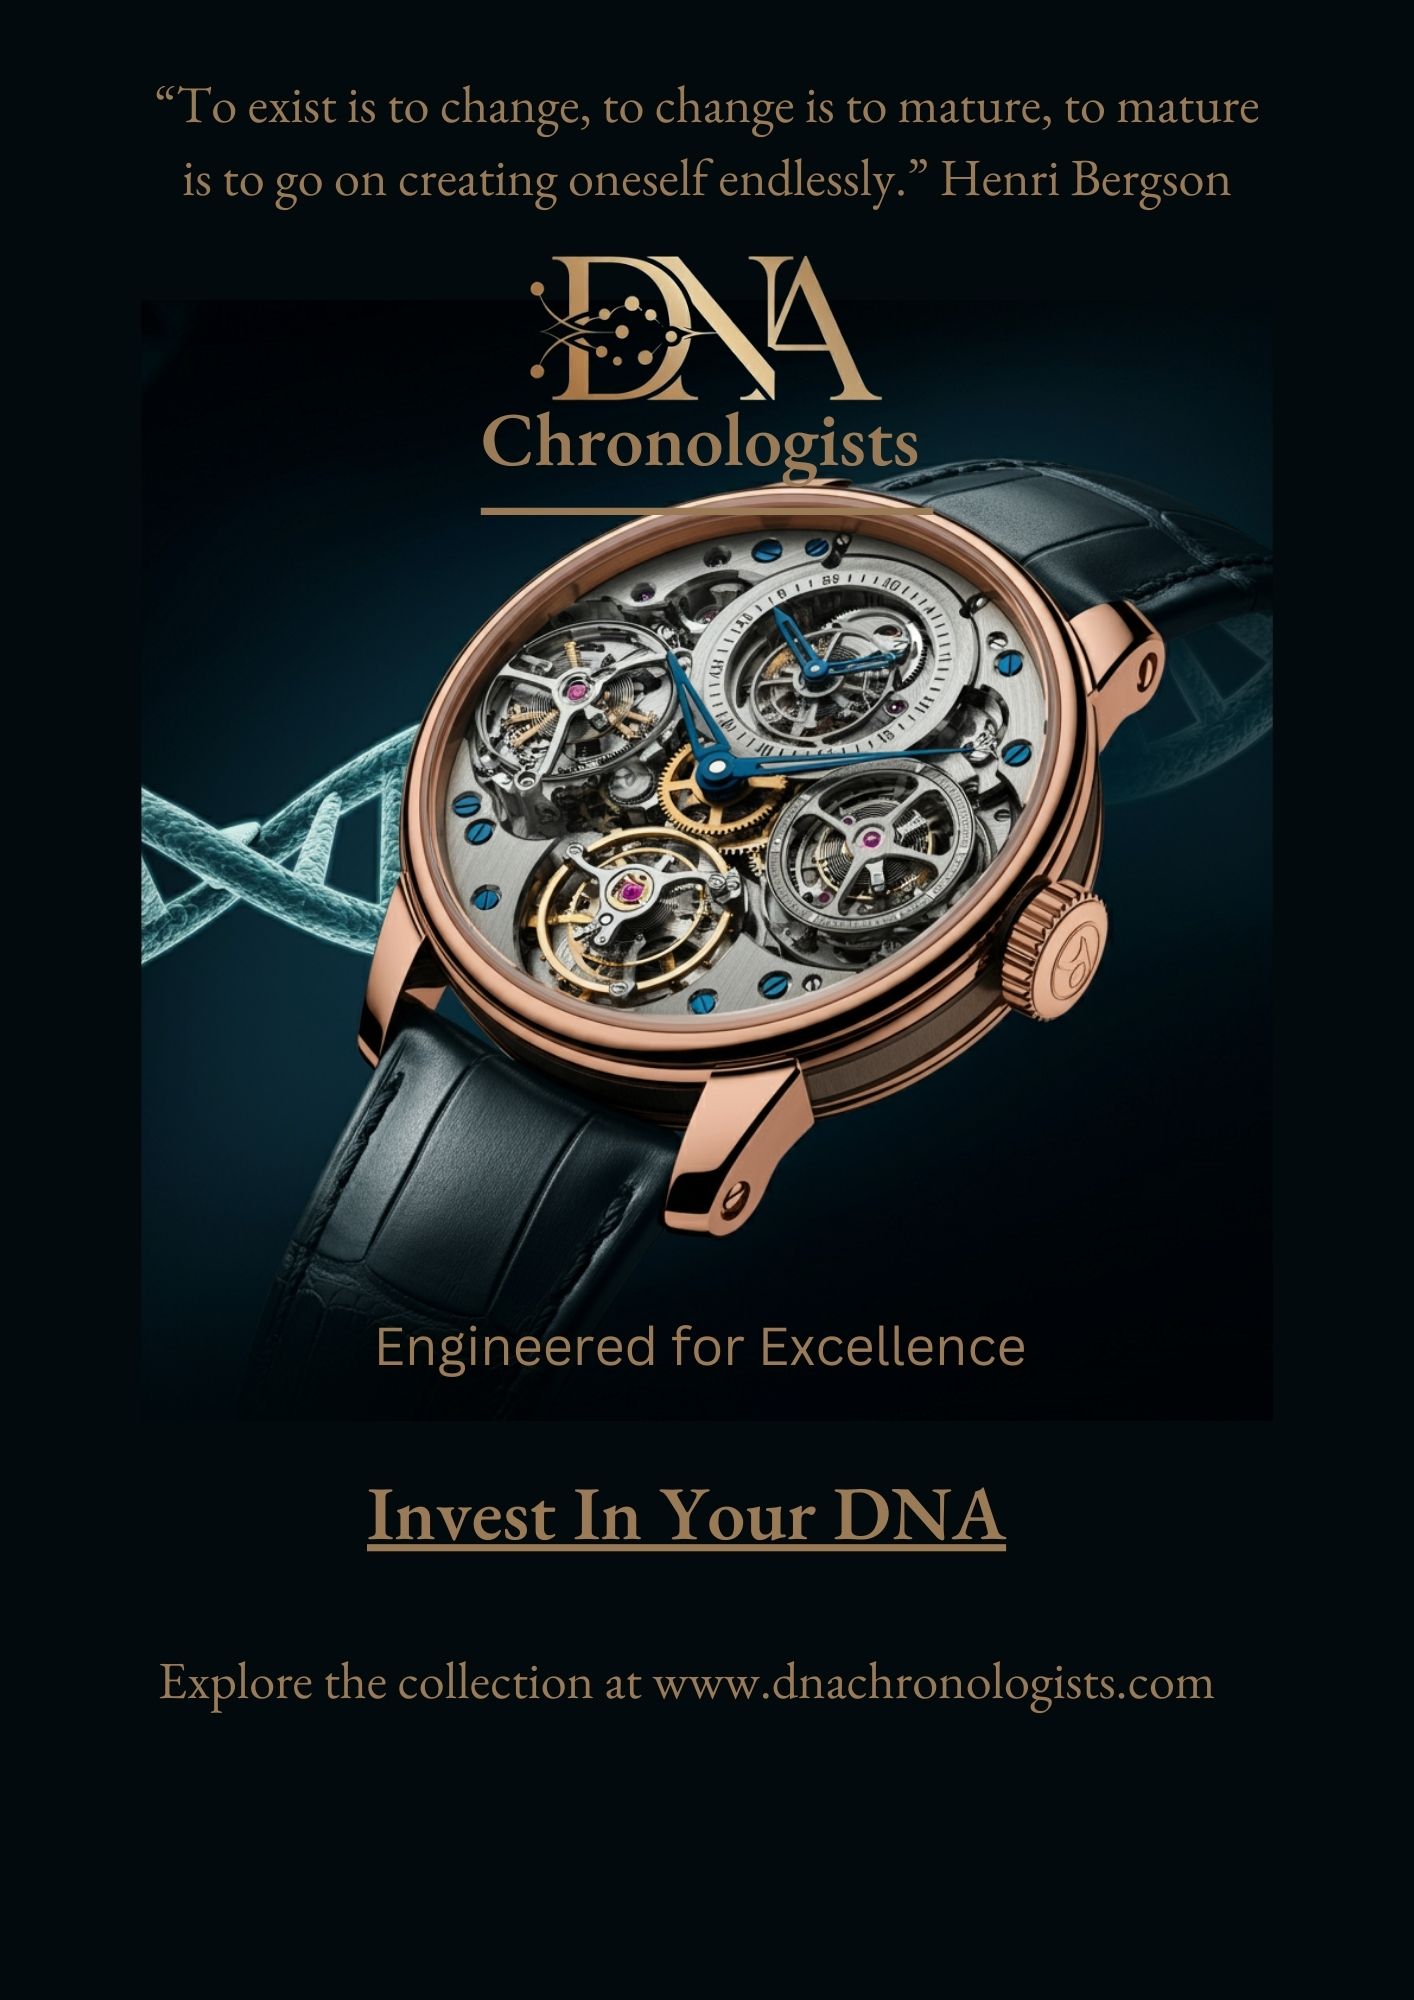 “To exist is to change, to change is to mature, to mature
is to go on creating oneself endlessly.” Henri Bergson
DNA
Chronologists
Engineered for Excellence
Invest In Your DNA
Explore the collection at www.dnachronologists.com